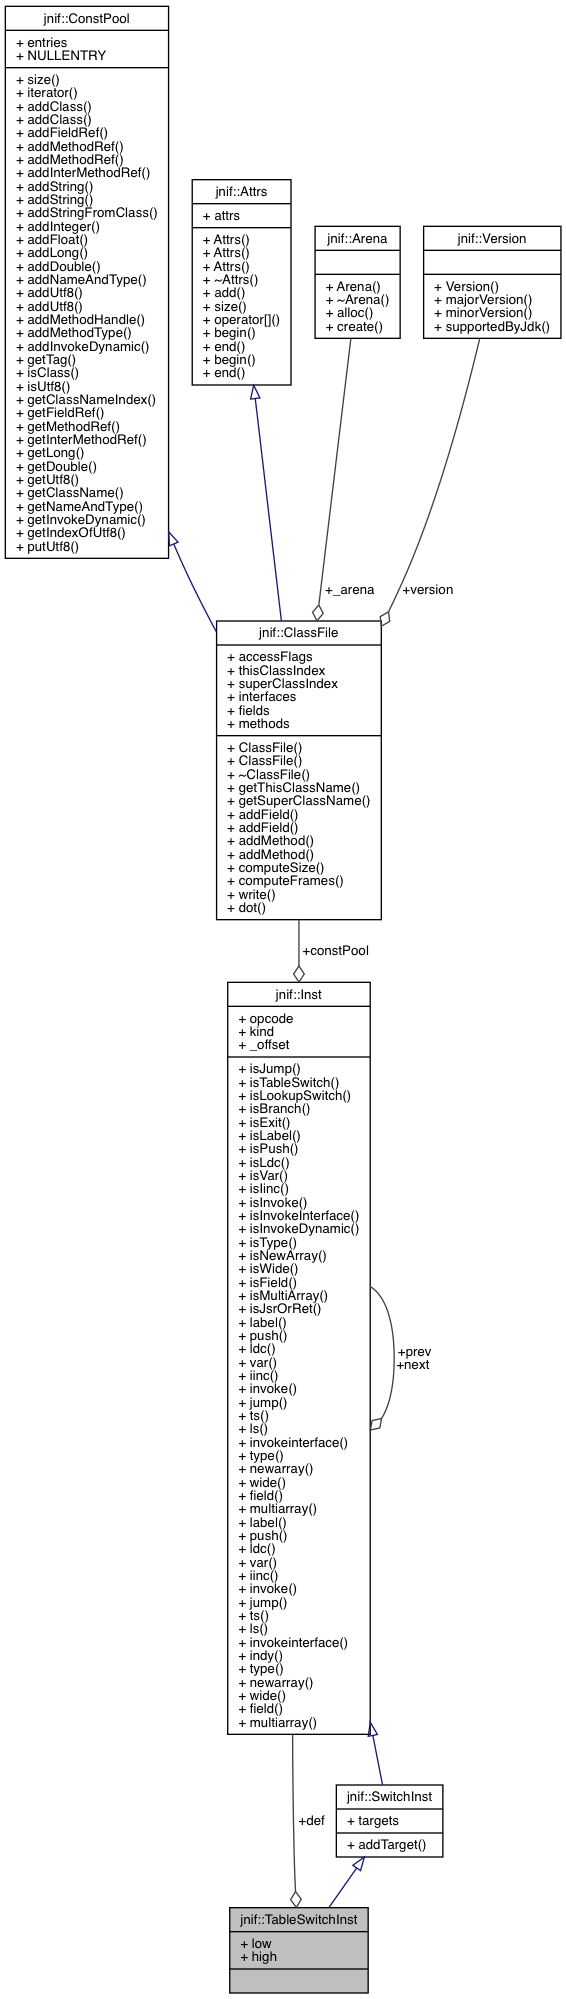 jnif::ConstPool
+ entries
+ NULLENTRY
+ size()
+ iterator()
+ addClass()
+ addClass()
+ addFieldRef()
+ addMethodRef()
+ addMethodRef()
+ addInterMethodRef()
+ addString()
+ addString()
+ addStringFromClass()
+ addInteger()
+ addFloat()
+ addLong()
+ addDouble()
+ addNameAndType()
+ addUtf8()
+ addUtf8()
+ addMethodHandle()
+ addMethodType()
+ addInvokeDynamic()
+ getTag()
+ isClass()
+ isUtf8()
+ getClassNameIndex()
+ getFieldRef()
+ getMethodRef()
+ getInterMethodRef()
+ getLong()
+ getDouble()
+ getUtf8()
+ getClassName()
+ getNameAndType()
+ getInvokeDynamic()
+ getIndexOfUtf8()
+ putUtf8()
jnif::Attrs
+ attrs
+ Attrs()
+ Attrs()
+ Attrs()
+ ~Attrs()
+ add()
+ size()
+ operator[]()
+ begin()
+ end()
+ begin()
+ end()
jnif::Arena
+ Arena()
+ ~Arena()
+ alloc()
+ create()
jnif::Version
+ Version()
+ majorVersion()
+ minorVersion()
+ supportedByJdk()
+_arena
+version
jnif::ClassFile
+ accessFlags
+ thisClassIndex
+ superClassIndex
+ interfaces
+ fields
+ methods
+ ClassFile()
+ ClassFile()
+ ~ClassFile()
+ getThisClassName()
+ getSuperClassName()
+ addField()
+ addField()
+ addMethod()
+ addMethod()
+ computeSize()
+ computeFrames()
+ write()
+ dot()
+constPool
jnif::Inst
+ opcode
+ kind
+ _offset
+ isJump()
+ isTableSwitch()
+ isLookupSwitch()
+ isBranch()
+ isExit()
+ isLabel()
+ isPush()
+ isLdc()
+ isVar()
+ isIinc()
+ isInvoke()
+ isInvokeInterface()
+ isInvokeDynamic()
+ isType()
+ isNewArray()
+ isWide()
+ isField()
+ isMultiArray()
+ isJsrOrRet()
+ label()
+ push()
+ ldc()
+ var()
+ iinc()
+ invoke()
+ jump()
+ ts()
+ ls()
+ invokeinterface()
+ type()
+ newarray()
+ wide()
+ field()
+ multiarray()
+ label()
+ push()
+ ldc()
+ var()
+ iinc()
+ invoke()
+ jump()
+ ts()
+ ls()
+ invokeinterface()
+ indy()
+ type()
+ newarray()
+ wide()
+ field()
+ multiarray()
+prev
+next
+def
jnif::SwitchInst
+ targets
+ addTarget()
jnif::TableSwitchInst
+ low
+ high